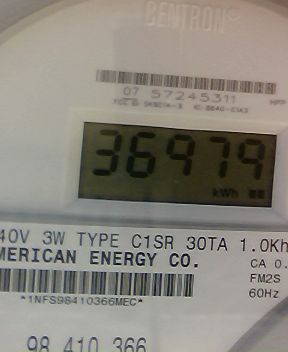 CENTRON®
07 57245311
36979
kWh
40V 3W TYPE C1SR 30TA 1.0Kh
MERICAN ENERGY CO.
CA 0.
FM2S
60Hz
*1NFS98410366MEC*
98 410 366